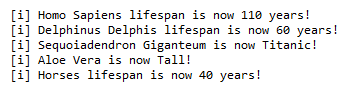 [i] Homo Sapiens lifespan is now 110 years!
[i] Delphinus Delphis lifespan is now 60 years!
[i] Sequoiadendron Giganteum is now Titanic!
[i] Aloe Vera is now Tall!
[i] Horses lifespan is now 40 years!